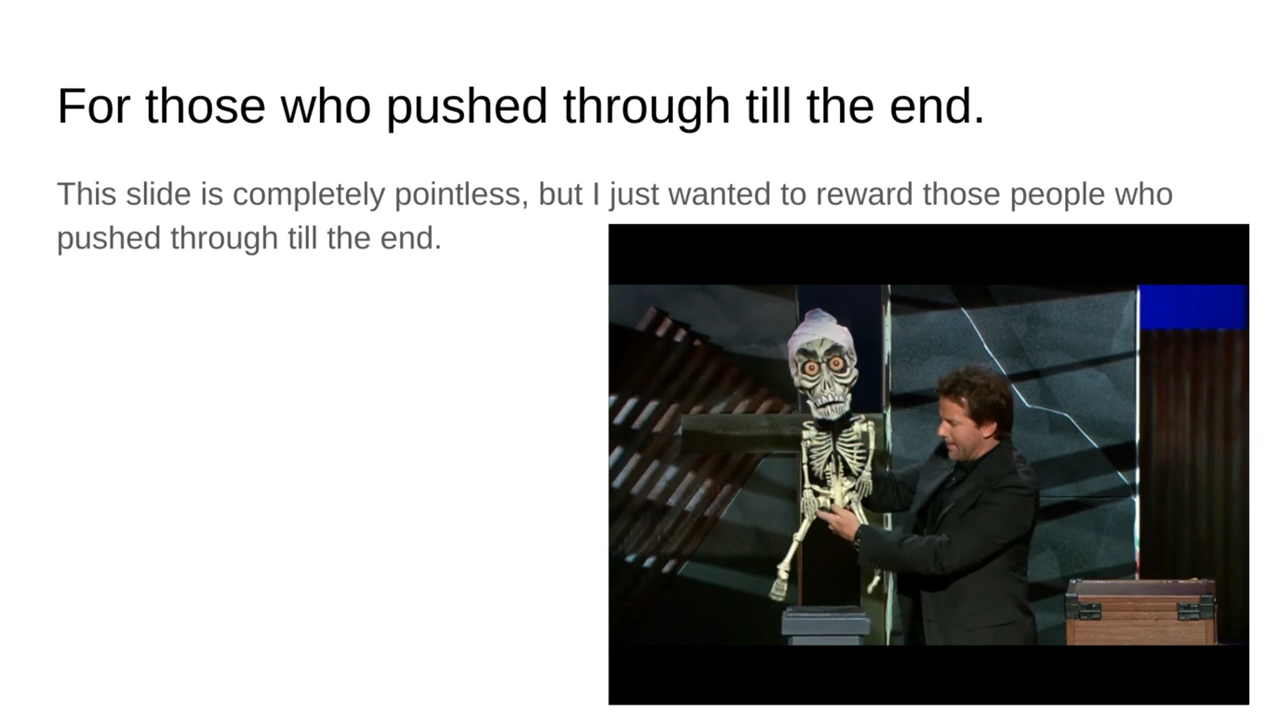 For those who pushed through till the end.
This slide is completely pointless, but I just wanted to reward those people who
pushed through till the end.